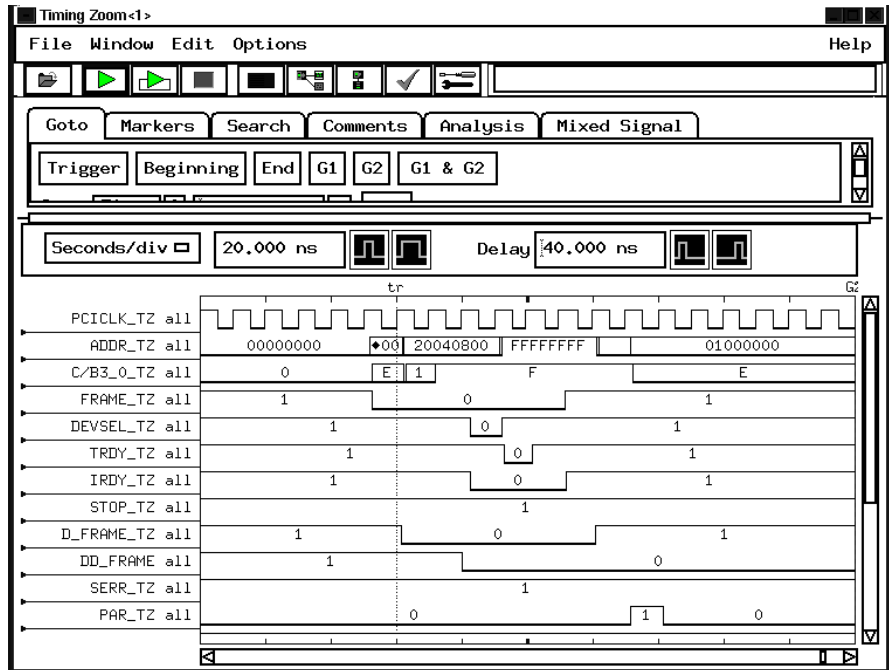 Timing Zoom<1>
File Window Edit Options Help
Goto Markers Search Comments Analysis Mixed Signal
Trigger Beginning End G1 G2 G1 & G2
Seconds/div 20.000 ns Delay 40.000 ns
tr G2
PCICLK_TZ all
ADDR_TZ all 00000000 ◆00 20040800 FFFFFFFF 01000000
C/B3_0_TZ all 0 E 1 F E
FRAME_TZ all 1 0 1
DEVSEL_TZ all 1 0 1
TRDY_TZ all 1 0 1
IRDY_TZ all 1 0 1
STOP_TZ all 1
D_FRAME_TZ all 1 0 1
DD_FRAME all 1 0
SERR_TZ all 1
PAR_TZ all 0 1 0